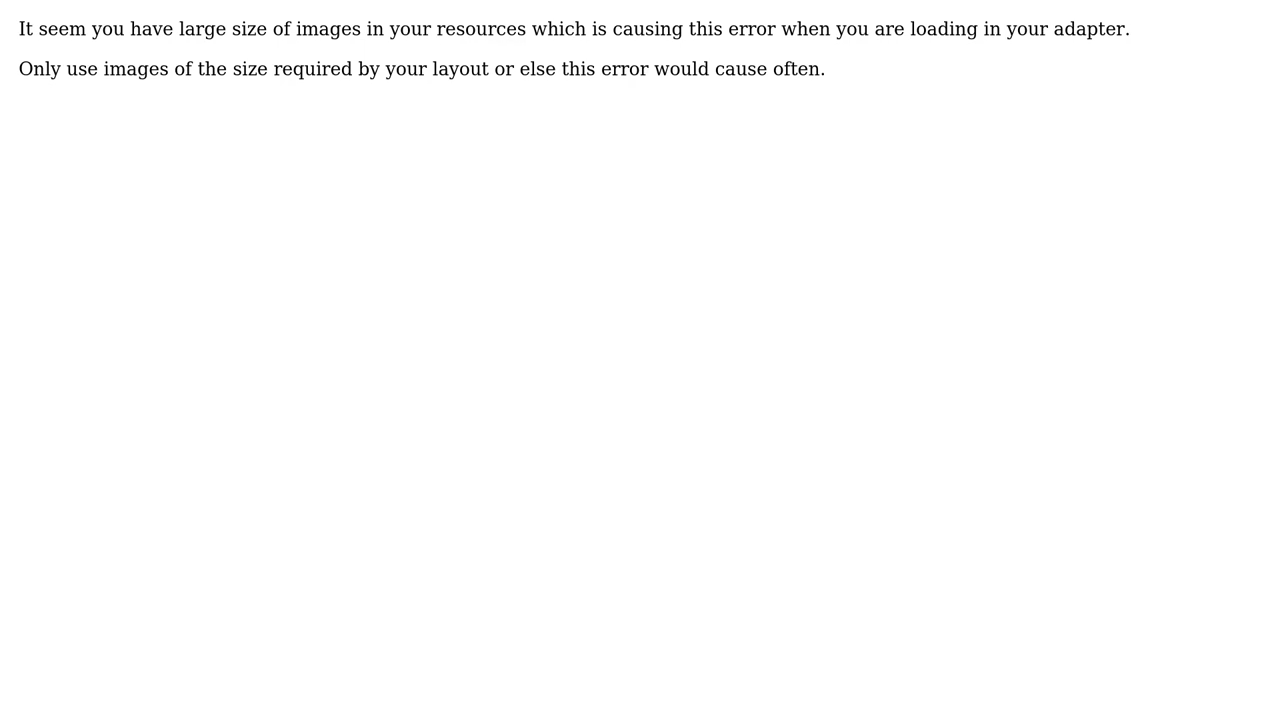 It seem you have large size of images in your resources which is causing this error when you are loading in your adapter.
Only use images of the size required by your layout or else this error would cause often.